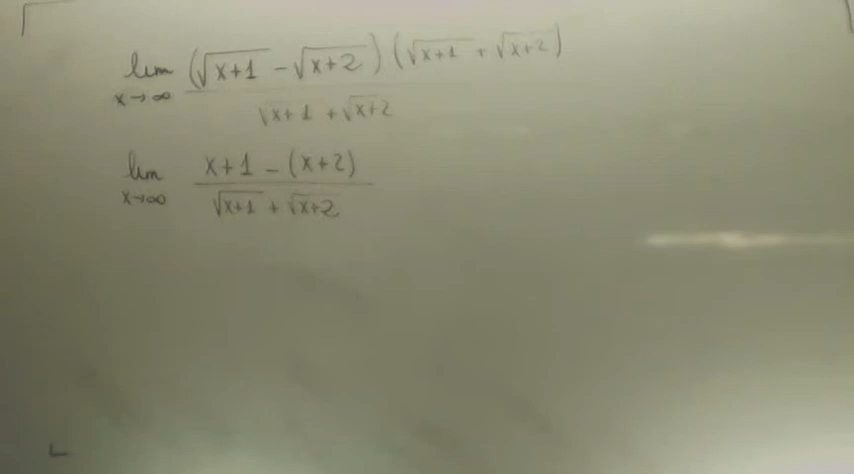 lim x→∞ (√x+1 - √x+2) (√x+1 + √x+2) / √x+1 + √x+2
lim x→∞ x+1 - (x+2) / √x+1 + √x+2